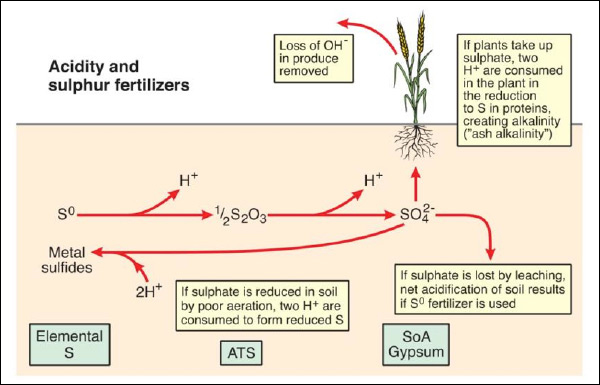 Acidity and
sulphur fertilizers
Loss of OH⁻
in produce
removed
If plants take up
sulphate, two
H⁺ are consumed
in the plant in
the reduction
to S in proteins,
creating alkalinity
("ash alkalinity")
H⁺
H⁺
S⁰
½S₂O₃
SO₄²⁻
Metal
sulfides
2H⁺
If sulphate is reduced in soil
by poor aeration, two H⁺ are
consumed to form reduced S
If sulphate is lost by leaching,
net acidification of soil results
if S⁰ fertilizer is used
Elemental
S
ATS
SoA
Gypsum